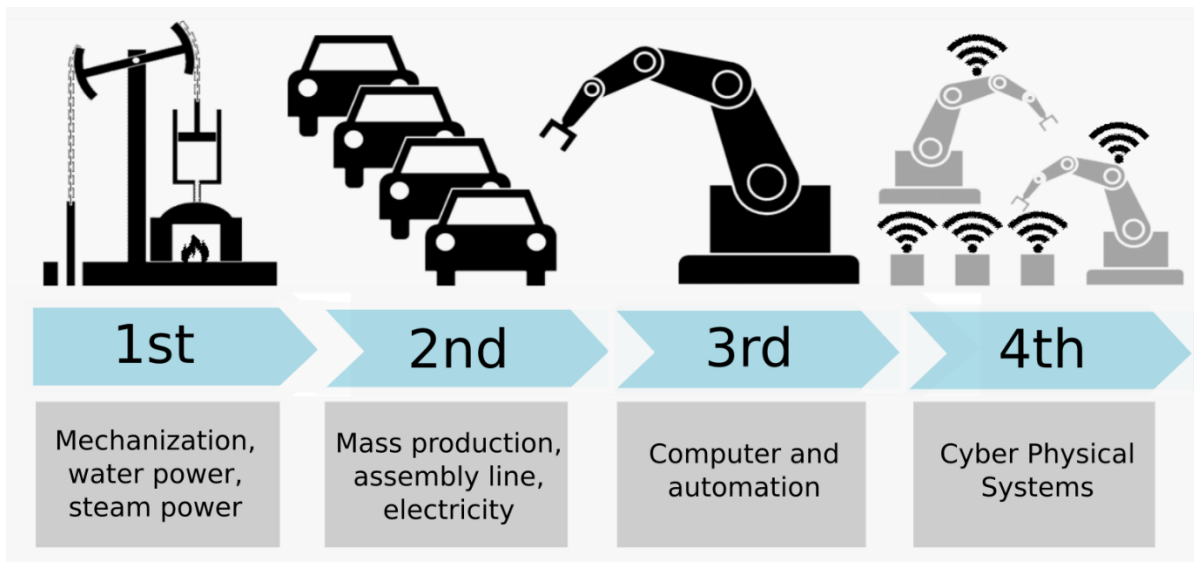 1st
2nd
3rd
4th
Mechanization,
water power,
steam power
Mass production,
assembly line,
electricity
Computer and
automation
Cyber Physical
Systems